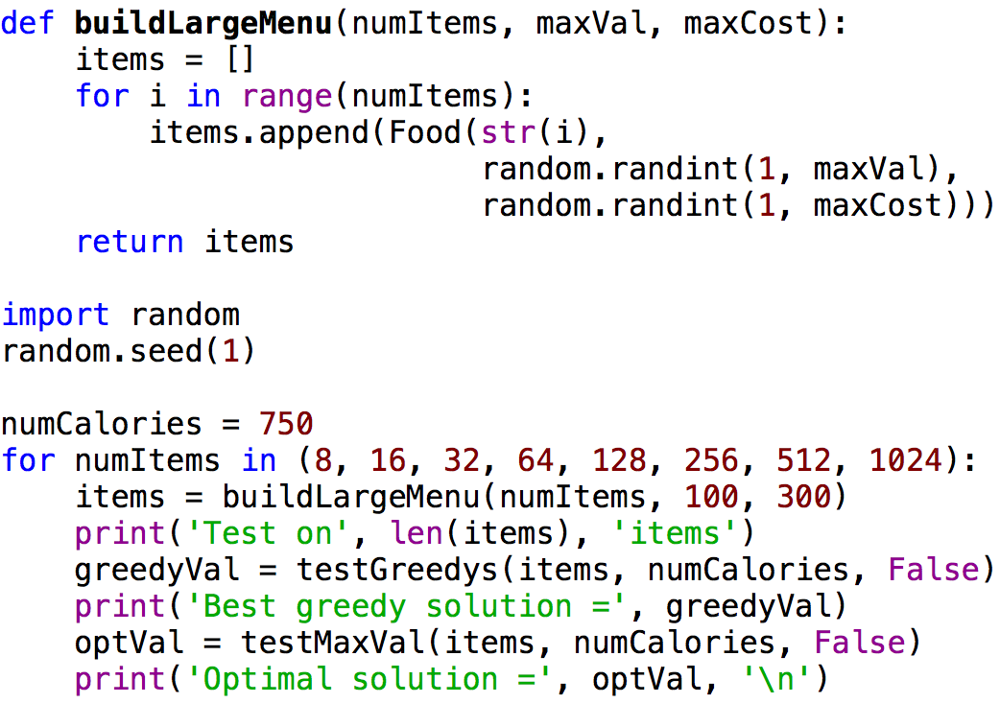 def buildLargeMenu(numItems, maxVal, maxCost):
    items = []
    for i in range(numItems):
        items.append(Food(str(i),
                          random.randint(1, maxVal),
                          random.randint(1, maxCost)))
    return items

import random
random.seed(1)

numCalories = 750
for numItems in (8, 16, 32, 64, 128, 256, 512, 1024):
    items = buildLargeMenu(numItems, 100, 300)
    print('Test on', len(items), 'items')
    greedyVal = testGreedys(items, numCalories, False)
    print('Best greedy solution =', greedyVal)
    optVal = testMaxVal(items, numCalories, False)
    print('Optimal solution =', optVal, '\n')